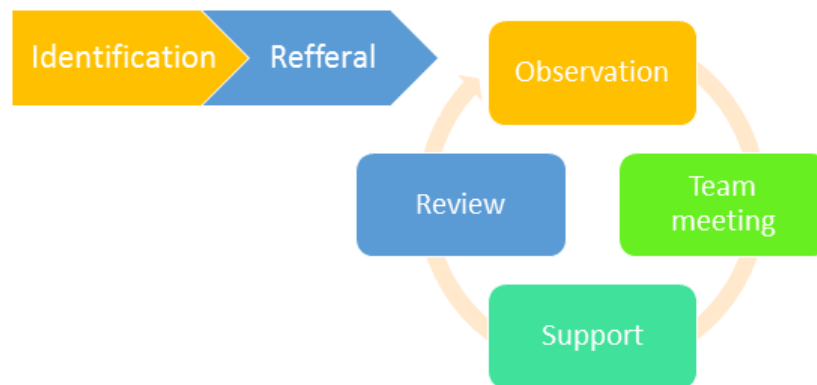 Identification
Refferal
Observation
Team
meeting
Support
Review